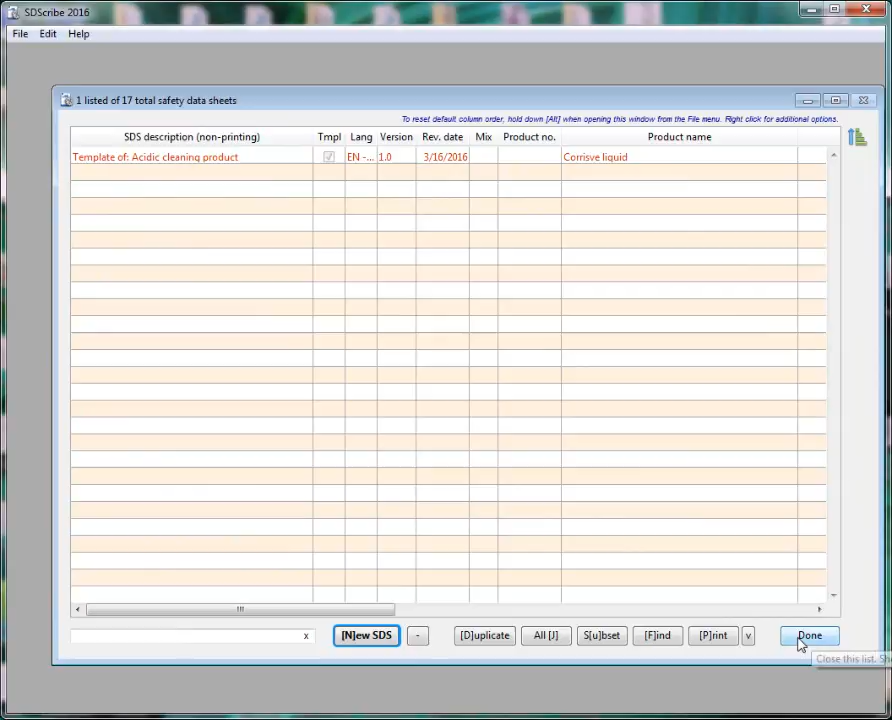 SDScribe 2016
File Edit Help
1 listed of 17 total safety data sheets
To reset default column order, hold down [Alt] when opening this window from the File menu. Right click for additional options.
SDS description (non-printing) Tmpl Lang Version Rev. date Mix Product no. Product name
Template of: Acidic cleaning product EN -... 1.0 3/16/2016 Corrisve liquid
x [N]ew SDS - [D]uplicate All [J] S[u]bset [F]ind [P]rint v Done
Close this list. Sh